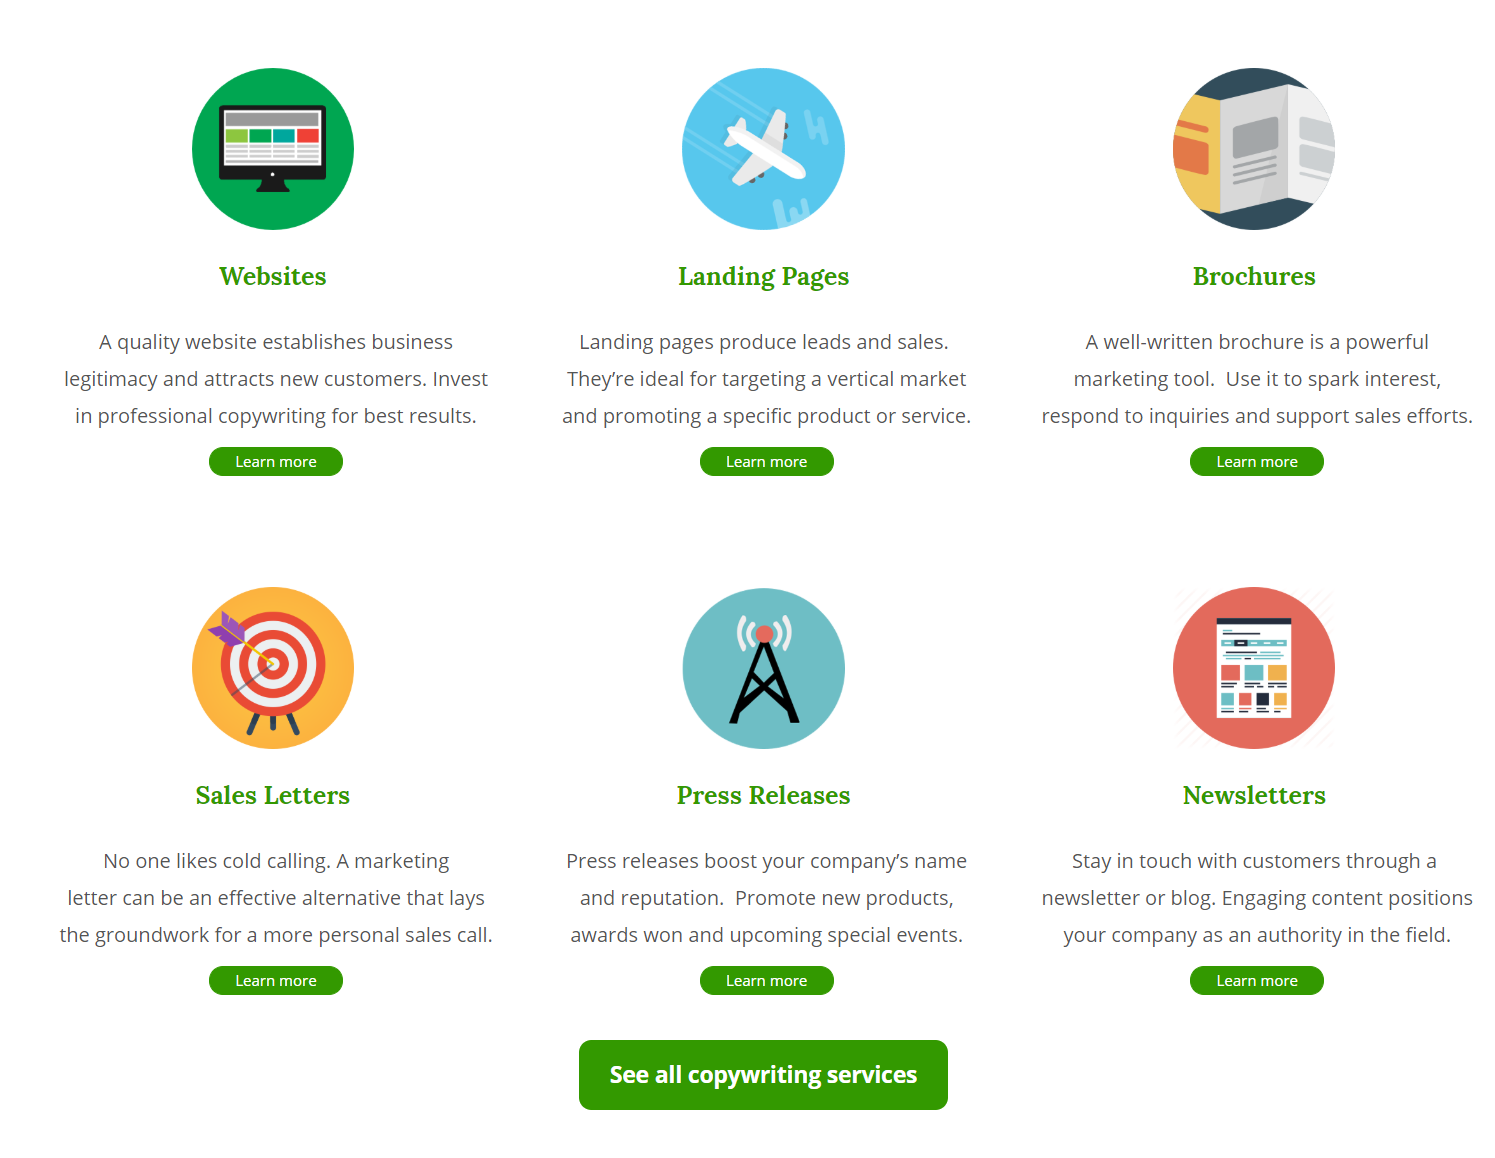 Websites
A quality website establishes business
legitimacy and attracts new customers. Invest
in professional copywriting for best results.
Learn more
Landing Pages
Landing pages produce leads and sales.
They’re ideal for targeting a vertical market
and promoting a specific product or service.
Learn more
Brochures
A well-written brochure is a powerful
marketing tool.  Use it to spark interest,
respond to inquiries and support sales efforts.
Learn more
Sales Letters
No one likes cold calling. A marketing
letter can be an effective alternative that lays
the groundwork for a more personal sales call.
Learn more
Press Releases
Press releases boost your company’s name
and reputation.  Promote new products,
awards won and upcoming special events.
Learn more
Newsletters
Stay in touch with customers through a
newsletter or blog. Engaging content positions
your company as an authority in the field.
Learn more
See all copywriting services